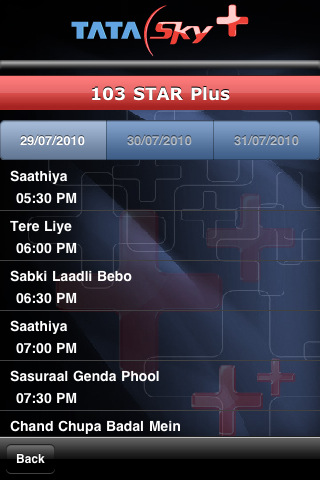 TATA Sky+
103 STAR Plus
29/07/2010 30/07/2010 31/07/2010
Saathiya
05:30 PM
Tere Liye
06:00 PM
Sabki Laadli Bebo
06:30 PM
Saathiya
07:00 PM
Sasuraal Genda Phool
07:30 PM
Chand Chupa Badal Mein
Back